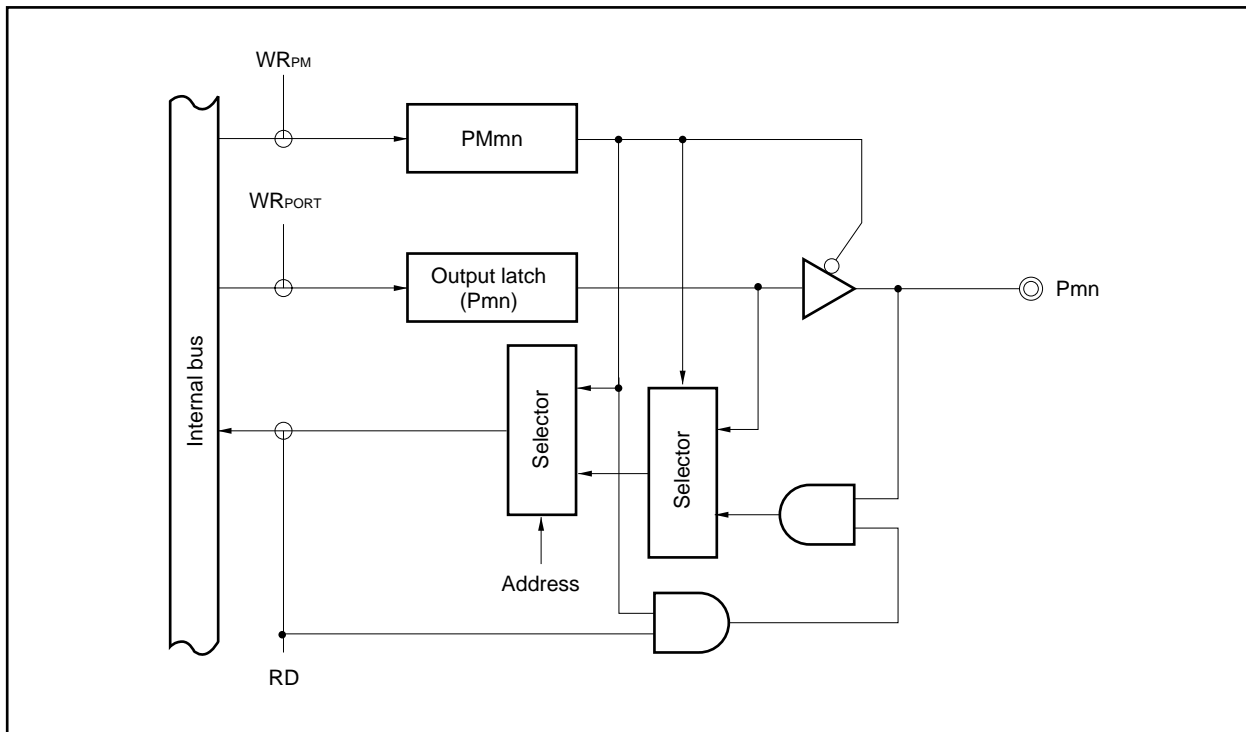 WRPM
PMmn
WRPORT
Output latch
(Pmn)
Pmn
Internal bus
Selector
Selector
Address
RD